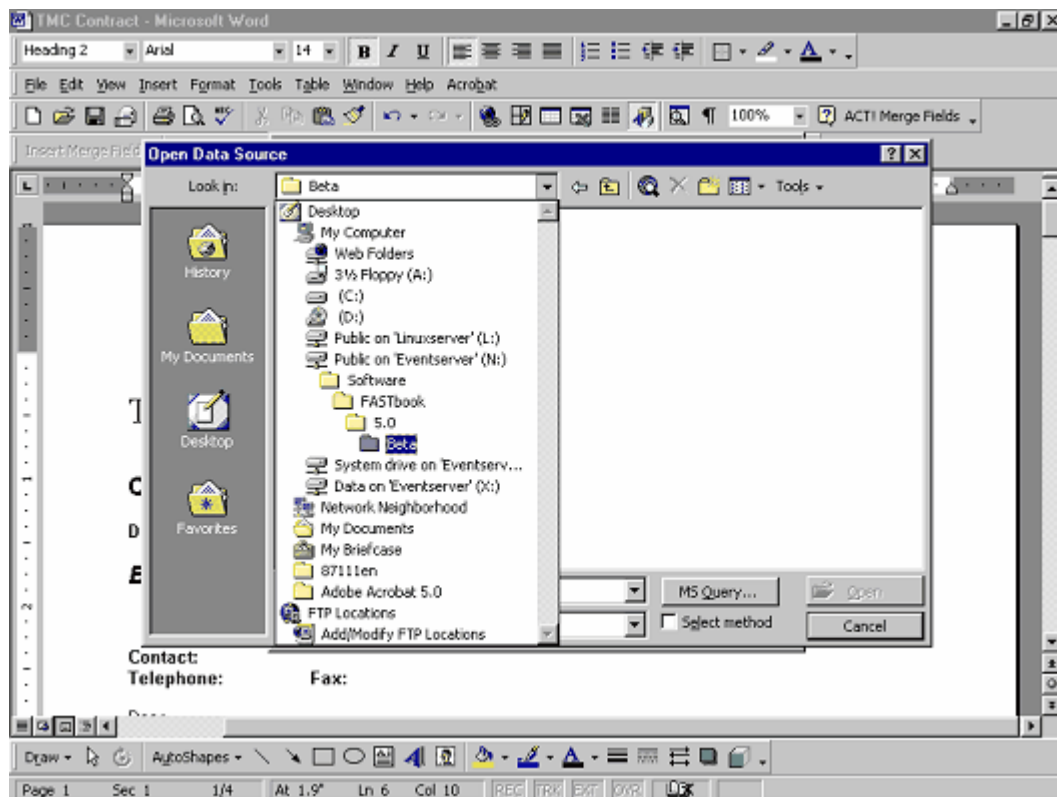 TMC Contract - Microsoft Word
Heading 2 Arial 14 B I U A
File Edit View Insert Format Tools Table Window Help Acrobat
100% ACT! Merge Fields
Insert Merge Field
Open Data Source
Look in: Beta Tools
History
My Documents
Desktop
Favorites
Desktop
My Computer
Web Folders
3½ Floppy (A:)
(C:)
(D:)
Public on 'Linuxserver' (L:)
Public on 'Eventserver' (N:)
Software
FASTbook
5.0
Beta
System drive on 'Eventserv...
Data on 'Eventserver' (X:)
Network Neighborhood
My Documents
My Briefcase
87111en
Adobe Acrobat 5.0
FTP Locations
Add/Modify FTP Locations
MS Query... Open
Select method Cancel
T
C
D
E
Contact:
Telephone: Fax:
Draw AutoShapes A
Page 1 Sec 1 1/4 At 1.9" Ln 6 Col 10 REC TRK EXT OVR